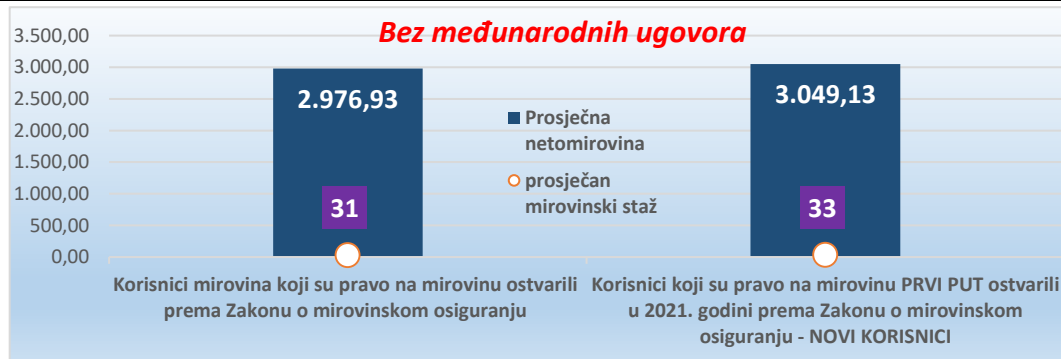 Bez međunarodnih ugovora
3.500,00
3.000,00
2.500,00
2.000,00
1.500,00
1.000,00
500,00
0,00
2.976,93
31
Prosječna
netomirovina
prosječan
mirovinski staž
3.049,13
33
Korisnici mirovina koji su pravo na mirovinu ostvarili
prema Zakonu o mirovinskom osiguranju
Korisnici koji su pravo na mirovinu PRVI PUT ostvarili
u 2021. godini prema Zakonu o mirovinskom
osiguranju - NOVI KORISNICI